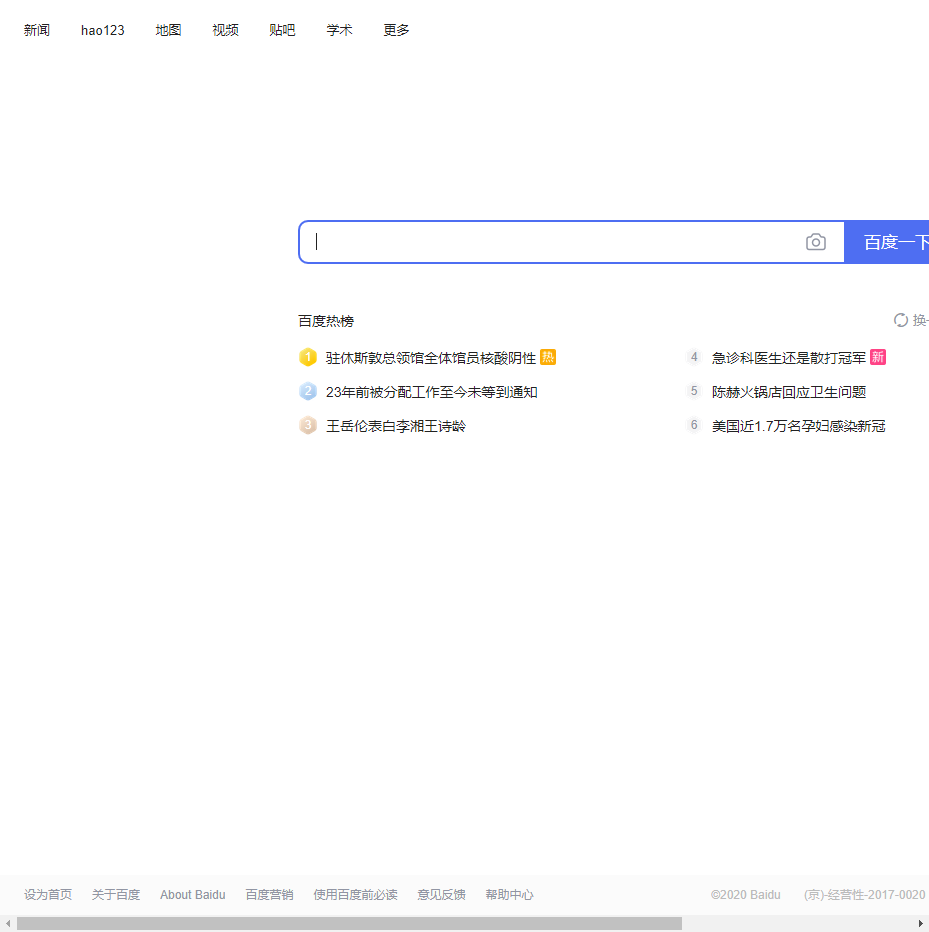 新闻 hao123 地图 视频 贴吧 学术 更多
百度一下
百度热榜 换一
1 驻休斯敦总领馆全体馆员核酸阴性 热
4 急诊科医生还是散打冠军 新
2 23年前被分配工作至今未等到通知
5 陈赫火锅店回应卫生问题
3 王岳伦表白李湘王诗龄
6 美国近1.7万名孕妇感染新冠
设为首页 关于百度 About Baidu 百度营销 使用百度前必读 意见反馈 帮助中心 ©2020 Baidu (京)-经营性-2017-0020